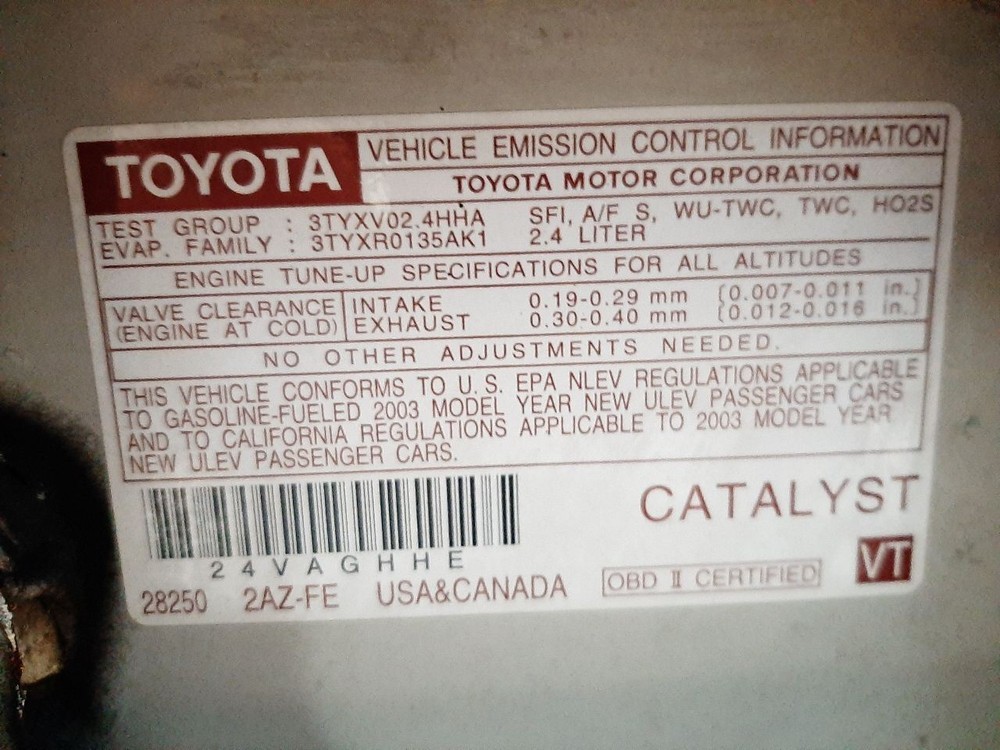 TOYOTA VEHICLE EMISSION CONTROL INFORMATION
TOYOTA MOTOR CORPORATION
TEST GROUP : 3TYXV02.4HHA SFI, A/F S, WU-TWC, TWC, HO2S
EVAP. FAMILY : 3TYXR0135AK1 2.4 LITER
ENGINE TUNE-UP SPECIFICATIONS FOR ALL ALTITUDES
VALVE CLEARANCE INTAKE 0.19-0.29 mm [0.007-0.011 in.]
(ENGINE AT COLD) EXHAUST 0.30-0.40 mm [0.012-0.016 in.]
NO OTHER ADJUSTMENTS NEEDED.
THIS VEHICLE CONFORMS TO U.S. EPA NLEV REGULATIONS APPLICABLE
TO GASOLINE-FUELED 2003 MODEL YEAR NEW ULEV PASSENGER CARS
AND TO CALIFORNIA REGULATIONS APPLICABLE TO 2003 MODEL YEAR
NEW ULEV PASSENGER CARS.
CATALYST
24VAGHHE
28250 2AZ-FE USA&CANADA OBD II CERTIFIED VT